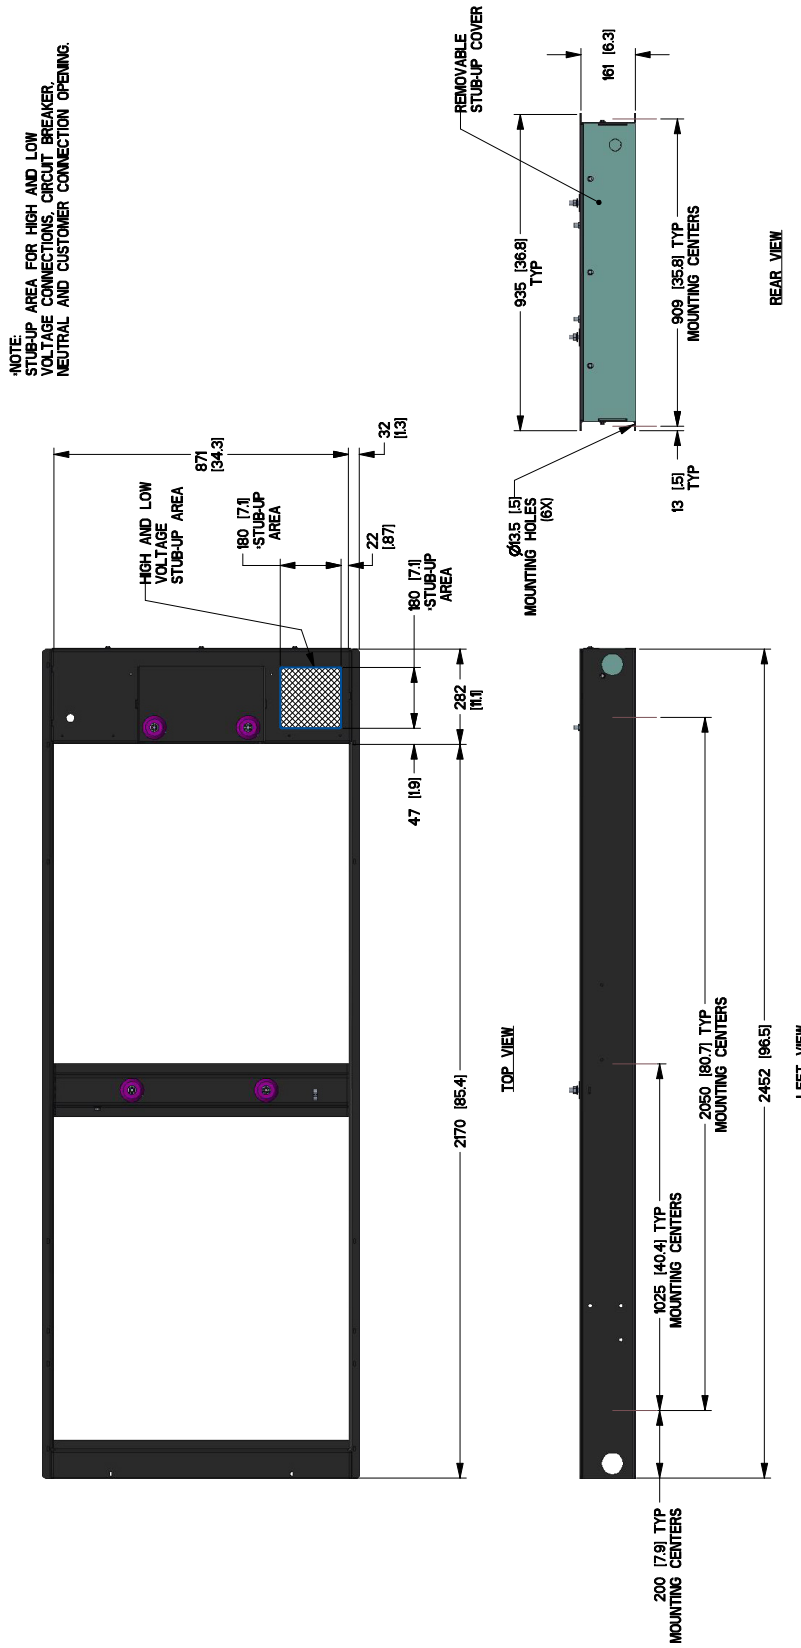 *NOTE:
STUB-UP AREA FOR HIGH AND LOW
VOLTAGE CONNECTIONS, CIRCUIT BREAKER,
NEUTRAL AND CUSTOMER CONNECTION OPENING.
HIGH AND LOW
VOLTAGE
STUB-UP AREA
871
[34.3]
180 [7.1]
*STUB-UP
AREA
22
[.87]
32
[1.3]
180 [7.1]
*STUB-UP
AREA
47 [1.9]
282
[11.1]
2170 [85.4]
TOP VIEW
REMOVABLE
STUB-UP COVER
935 [36.8]
TYP
161 [6.3]
Ø13.5 [.5]
MOUNTING HOLES
(6X)
13 [.5]
TYP
909 [35.8] TYP
MOUNTING CENTERS
REAR VIEW
200 [7.9] TYP
MOUNTING CENTERS
1025 [40.4] TYP
MOUNTING CENTERS
2050 [80.7] TYP
MOUNTING CENTERS
2452 [96.5]
LEFT VIEW